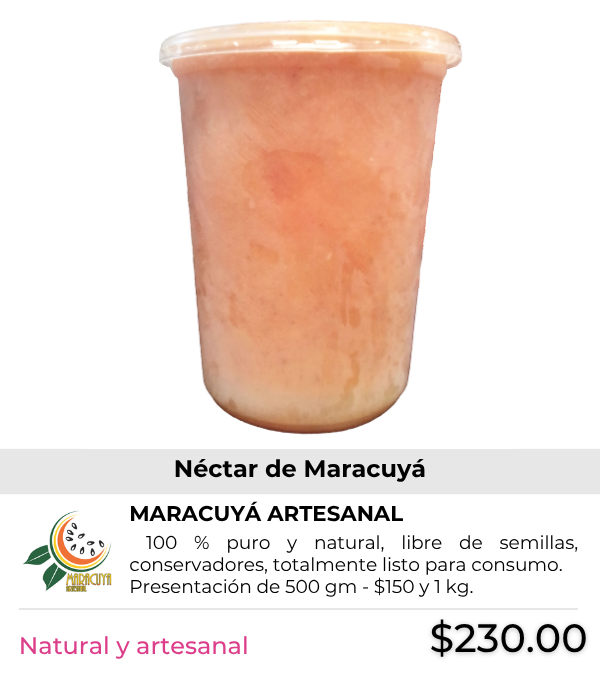 Néctar de Maracuyá
MARACUYÁ ARTESANAL
100 % puro y natural, libre de semillas,
conservadores, totalmente listo para consumo.
Presentación de 500 gm - $150 y 1 kg.
MARACUYA
Natural y artesanal
$230.00